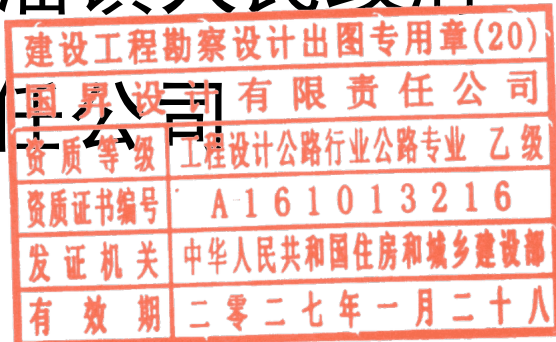 建设工程勘察设计出图专用章(20)
国昇设计有限责任公司
任公司
资质等级 工程设计公路行业公路专业 乙级
资质证书编号 A161013216
发证机关 中华人民共和国住房和城乡建设部
有效期 二零二七年一月二十八